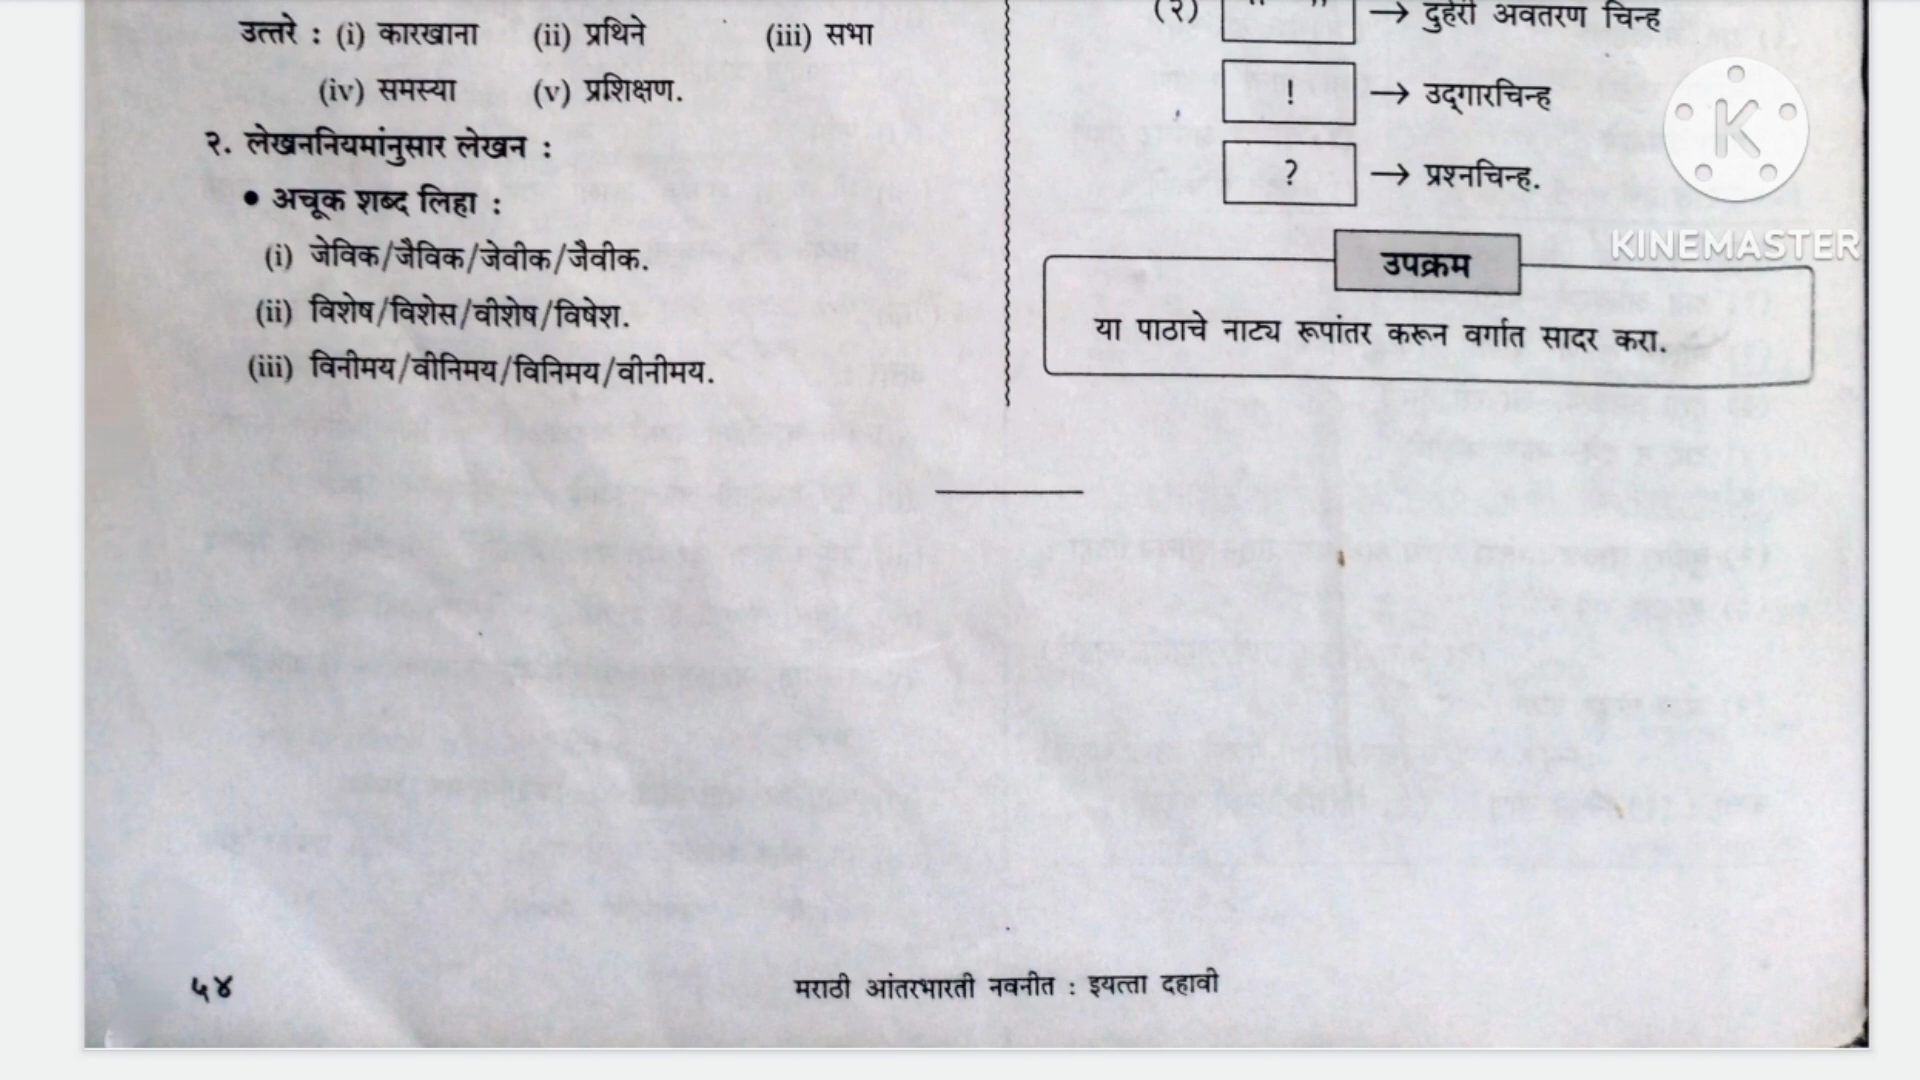 उत्तरे : (i) कारखाना (ii) प्रथिने (iii) सभा
(iv) समस्या (v) प्रशिक्षण.
२. लेखननियमांनुसार लेखन :
• अचूक शब्द लिहा :
(i) जेविक/जैविक/जेवीक/जैवीक.
(ii) विशेष/विशेस/वीशेष/विषेश.
(iii) विनीमय/वीनिमय/विनिमय/वीनीमय.
(२) " " → दुहेरी अवतरण चिन्ह
! → उद्‌गारचिन्ह
? → प्रश्नचिन्ह.
उपक्रम
या पाठाचे नाट्य रूपांतर करून वर्गात सादर करा.
५४
मराठी आंतरभारती नवनीत : इयत्ता दहावी
K
KINEMASTER